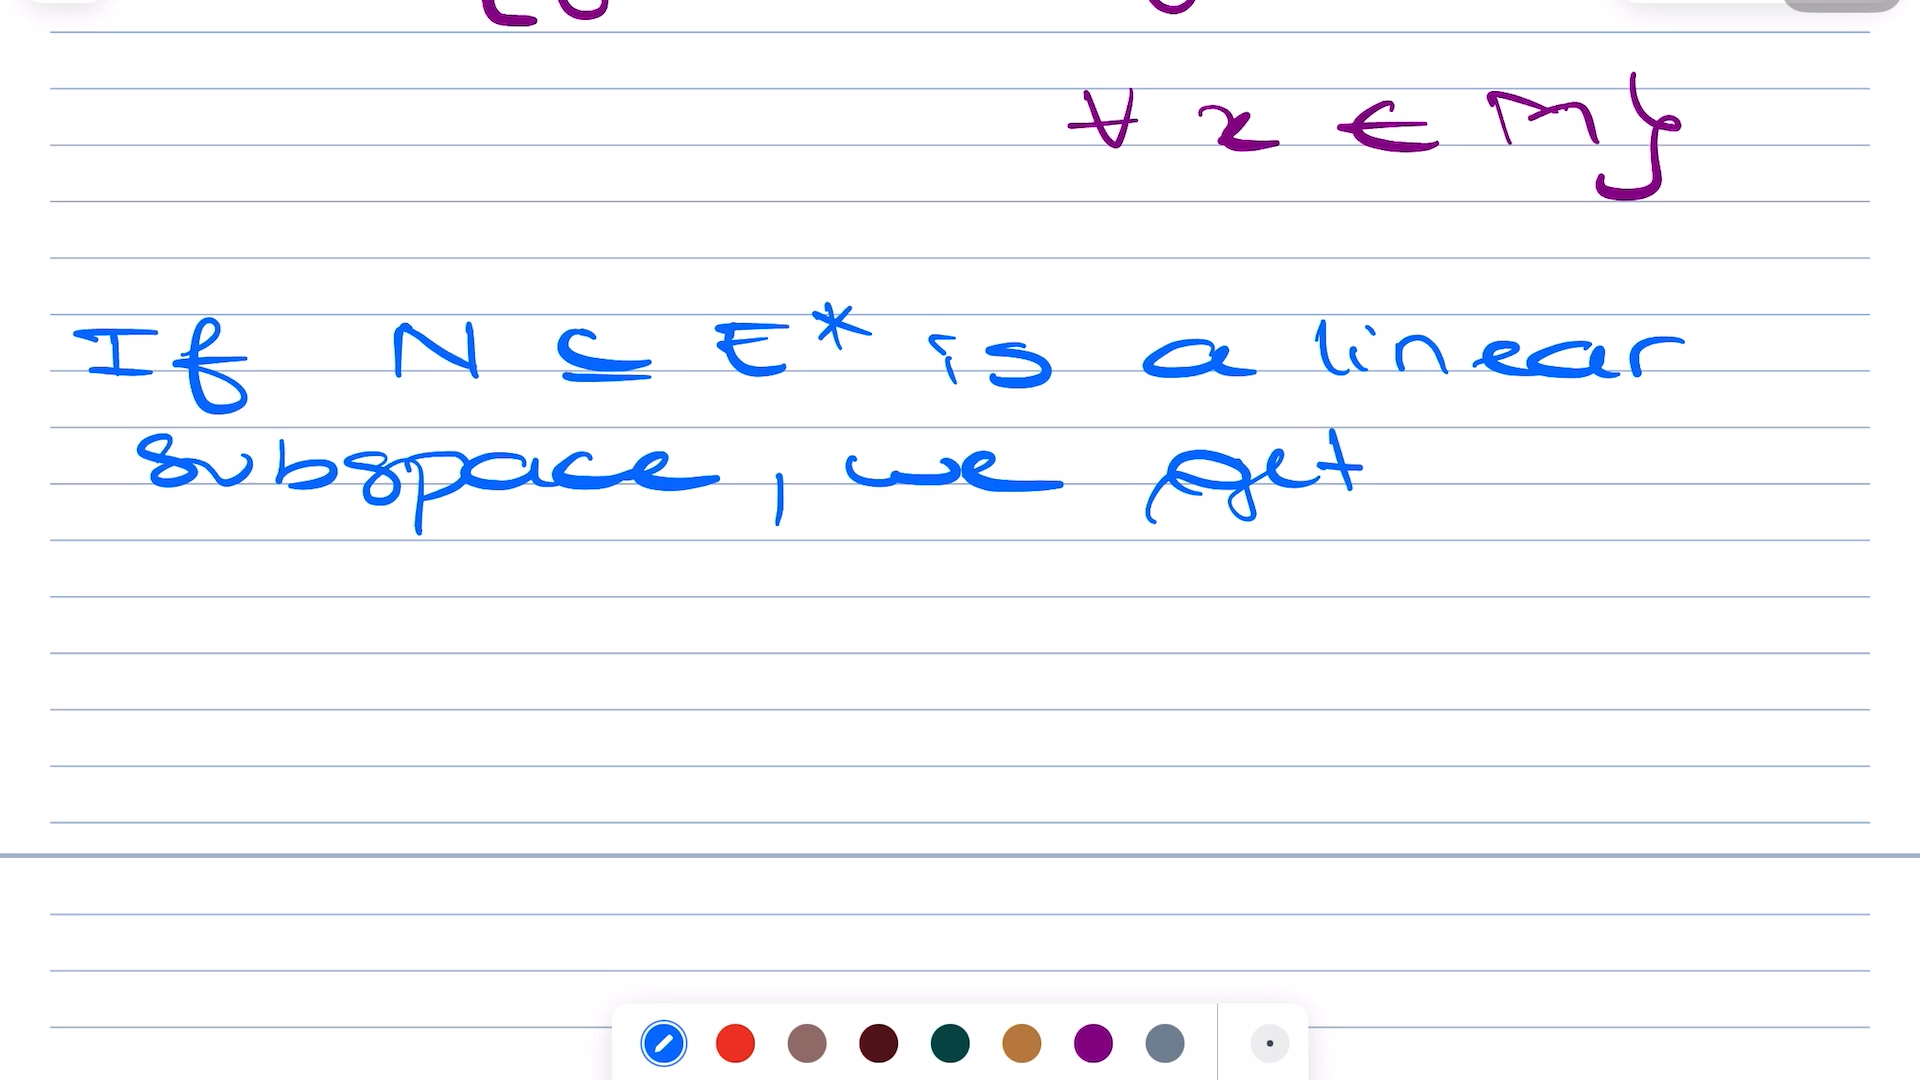 ∀ x ∈ M}
If N ⊆ E* is a linear
subspace, we get